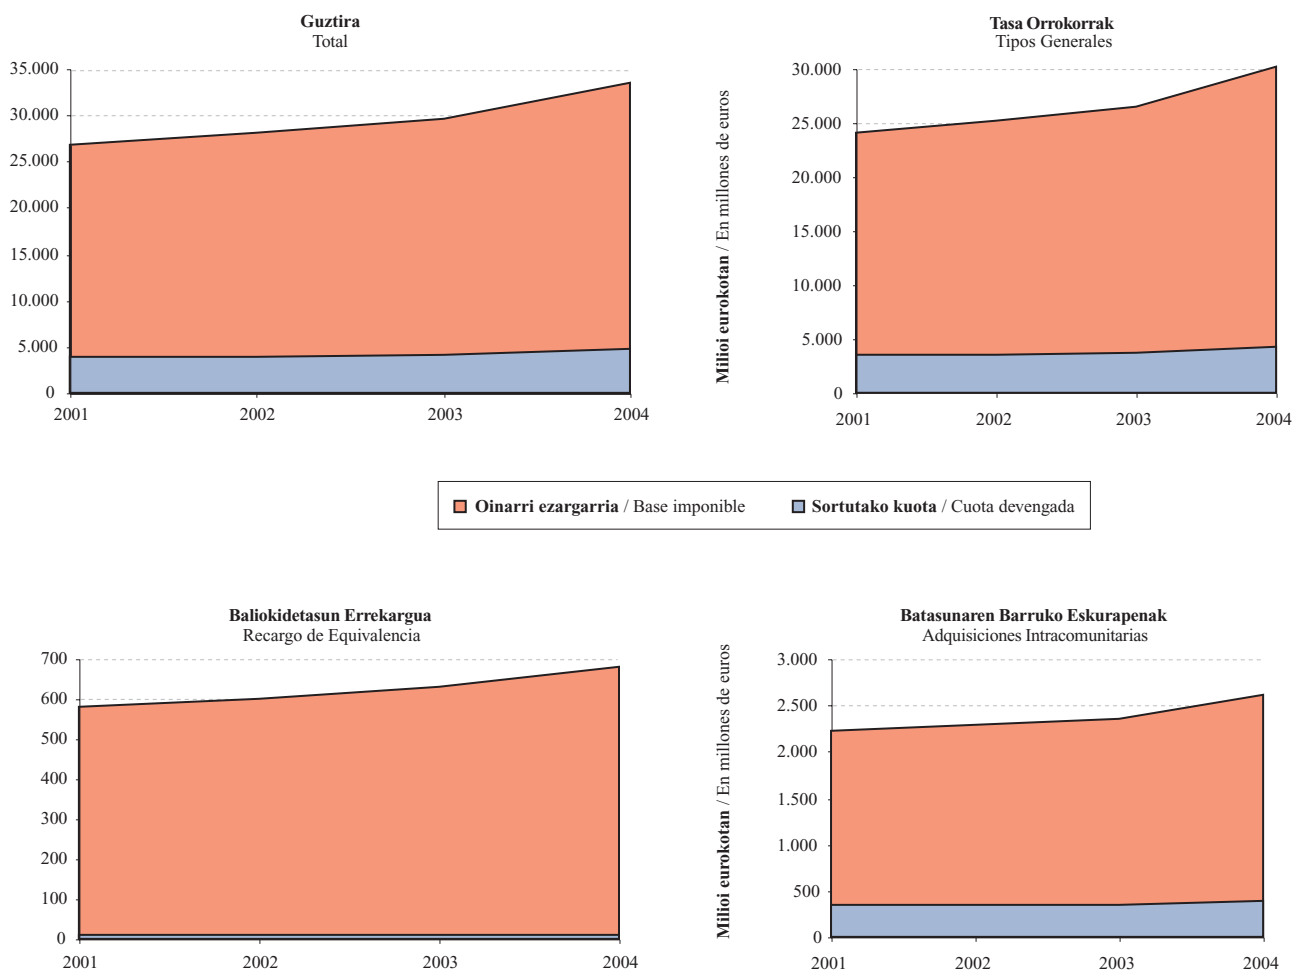 Guztira
Total
35.000
30.000
25.000
20.000
15.000
10.000
5.000
0
2001 2002 2003 2004
Tasa Orrokorrak
Tipos Generales
Milioi eurokotan / En millones de euros
30.000
25.000
20.000
15.000
10.000
5.000
0
2001 2002 2003 2004
Oinarri ezargarria / Base imponible
Sortutako kuota / Cuota devengada
Baliokidetasun Errekargua
Recargo de Equivalencia
700
600
500
400
300
200
100
0
2001 2002 2003 2004
Batasunaren Barruko Eskurapenak
Adquisiciones Intracomunitarias
Milioi eurokotan / En millones de euros
3.000
2.500
2.000
1.500
1.000
500
0
2001 2002 2003 2004